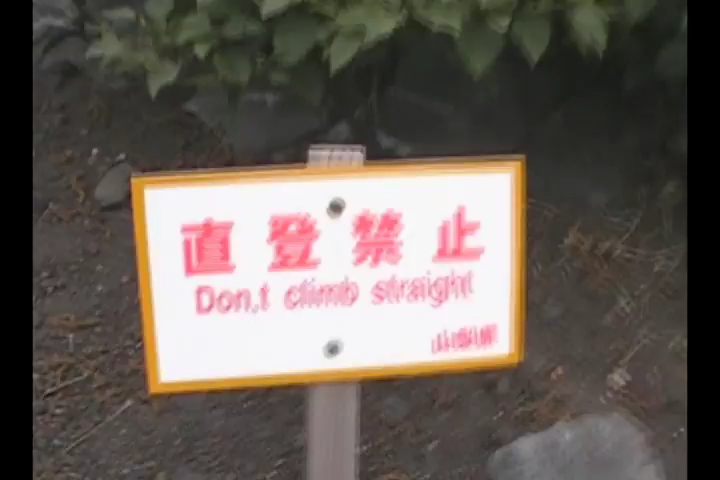 直登禁止
Don,t climb straight